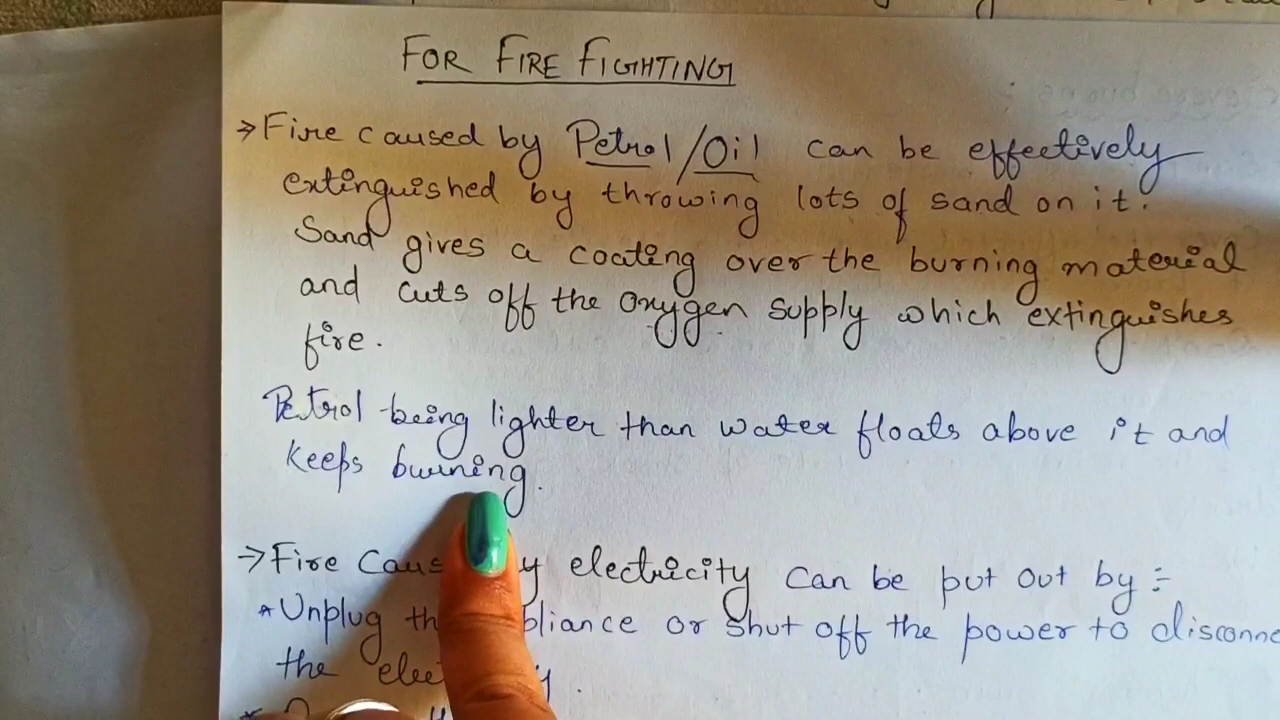 FOR FIRE FIGHTING
→ Fire caused by Petrol/Oil can be effectively
extinguished by throwing lots of sand on it.
Sand gives a coating over the burning material
and cuts off the oxygen supply which extinguishes
fire.
Petrol being lighter than water floats above it and
keeps burning.
→ Fire Caus y electricity can be put out by :-
* Unplug th pliance or shut off the power to disconne
the elec y.